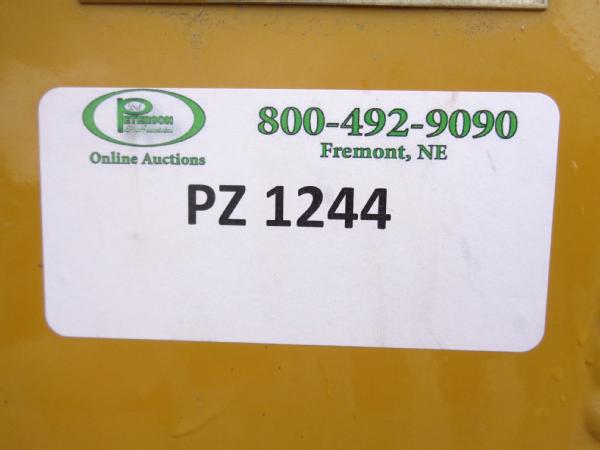 PETERSON
Online Auctions
800-492-9090
Fremont, NE
PZ 1244